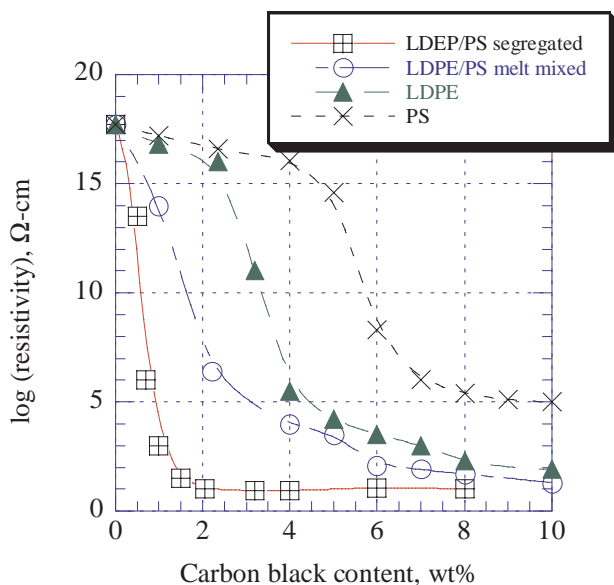 LDEP/PS segregated
LDPE/PS melt mixed
LDPE
PS
20
15
10
5
0
log (resistivity), Ω-cm
0 2 4 6 8 10
Carbon black content, wt%